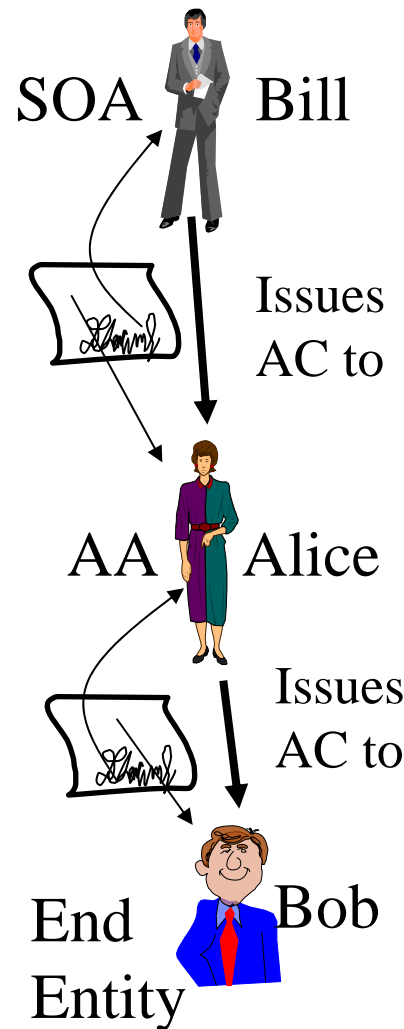 SOA Bill
Issues
AC to
AA Alice
Issues
AC to
Bob
End
Entity